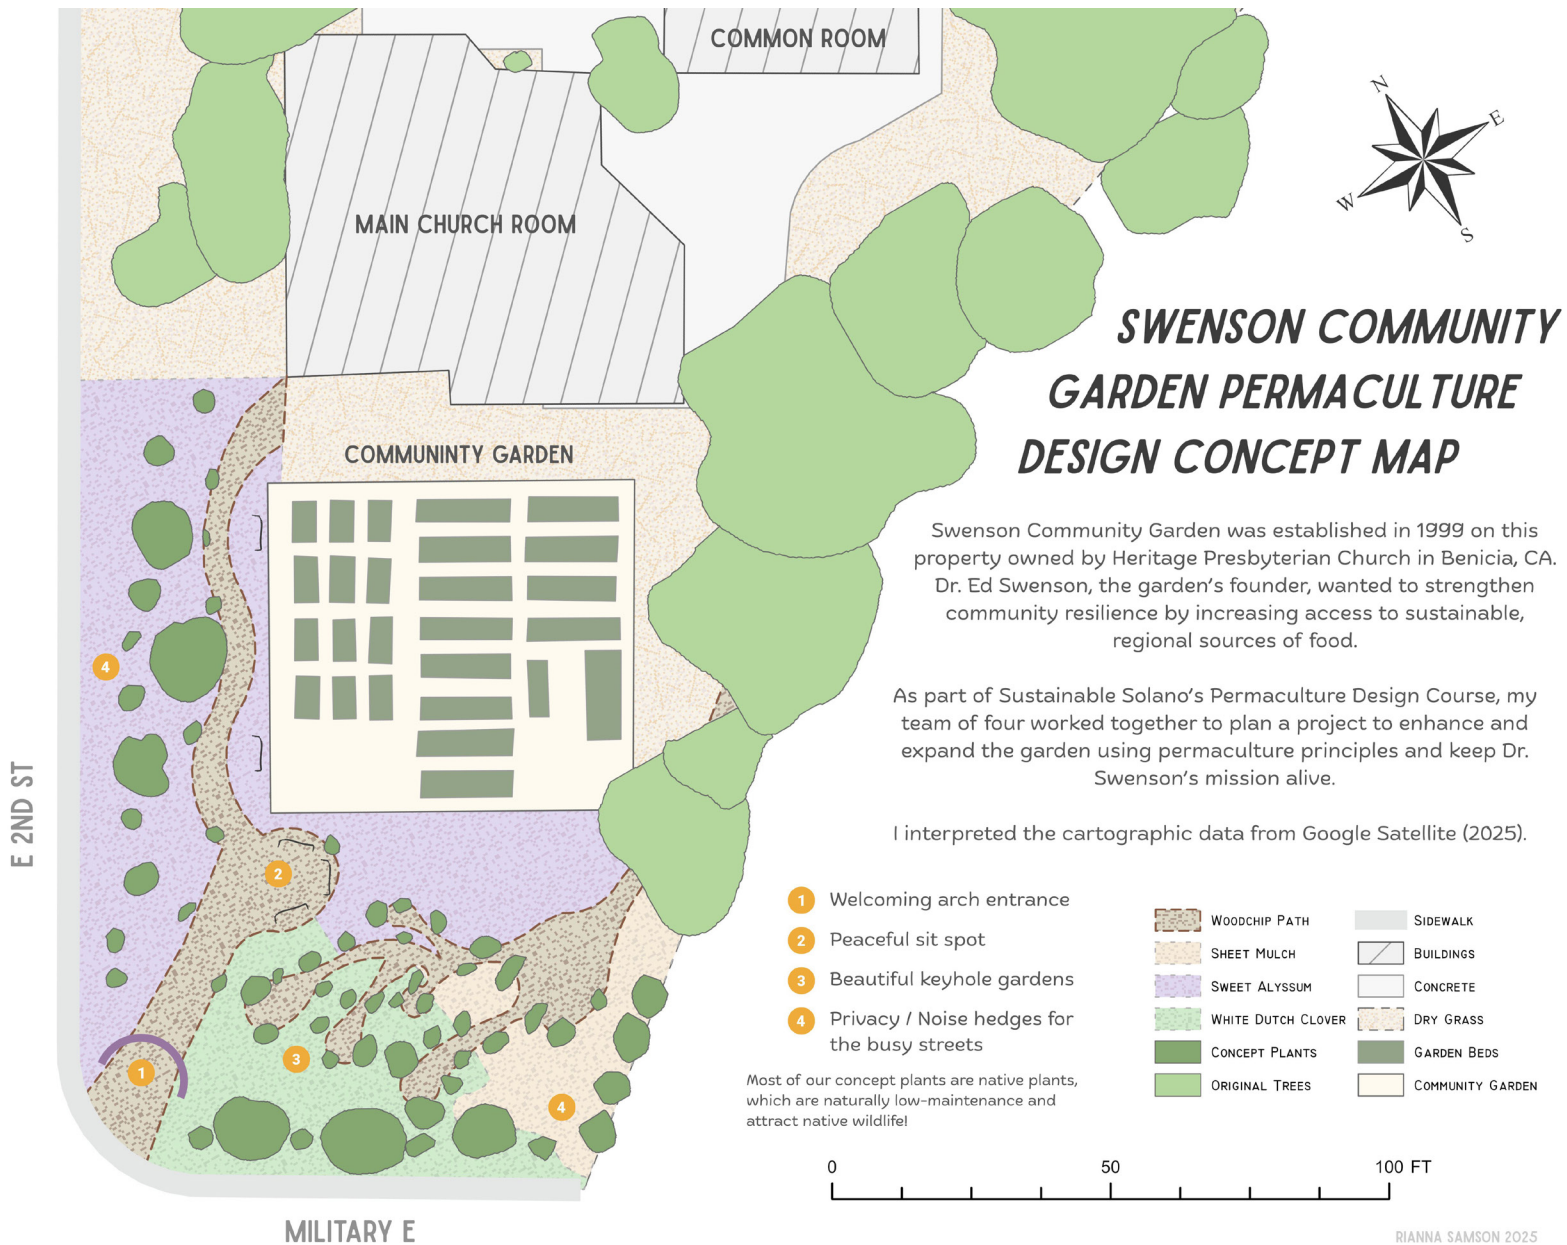 COMMON ROOM
MAIN CHURCH ROOM
N
E
W
S
SWENSON COMMUNITY
GARDEN PERMACULTURE
DESIGN CONCEPT MAP
COMMUNINTY GARDEN
Swenson Community Garden was established in 1999 on this
property owned by Heritage Presbyterian Church in Benicia, CA.
Dr. Ed Swenson, the garden's founder, wanted to strengthen
community resilience by increasing access to sustainable,
regional sources of food.
As part of Sustainable Solano's Permaculture Design Course, my
team of four worked together to plan a project to enhance and
expand the garden using permaculture principles and keep Dr.
Swenson's mission alive.
I interpreted the cartographic data from Google Satellite (2025).
4
2
3
1
4
E 2ND ST
MILITARY E
1 Welcoming arch entrance
2 Peaceful sit spot
3 Beautiful keyhole gardens
4 Privacy / Noise hedges for
the busy streets
Most of our concept plants are native plants,
which are naturally low-maintenance and
attract native wildlife!
WOODCHIP PATH
SHEET MULCH
SWEET ALYSSUM
WHITE DUTCH CLOVER
CONCEPT PLANTS
ORIGINAL TREES
SIDEWALK
BUILDINGS
CONCRETE
DRY GRASS
GARDEN BEDS
COMMUNITY GARDEN
0 50 100 FT
RIANNA SAMSON 2025